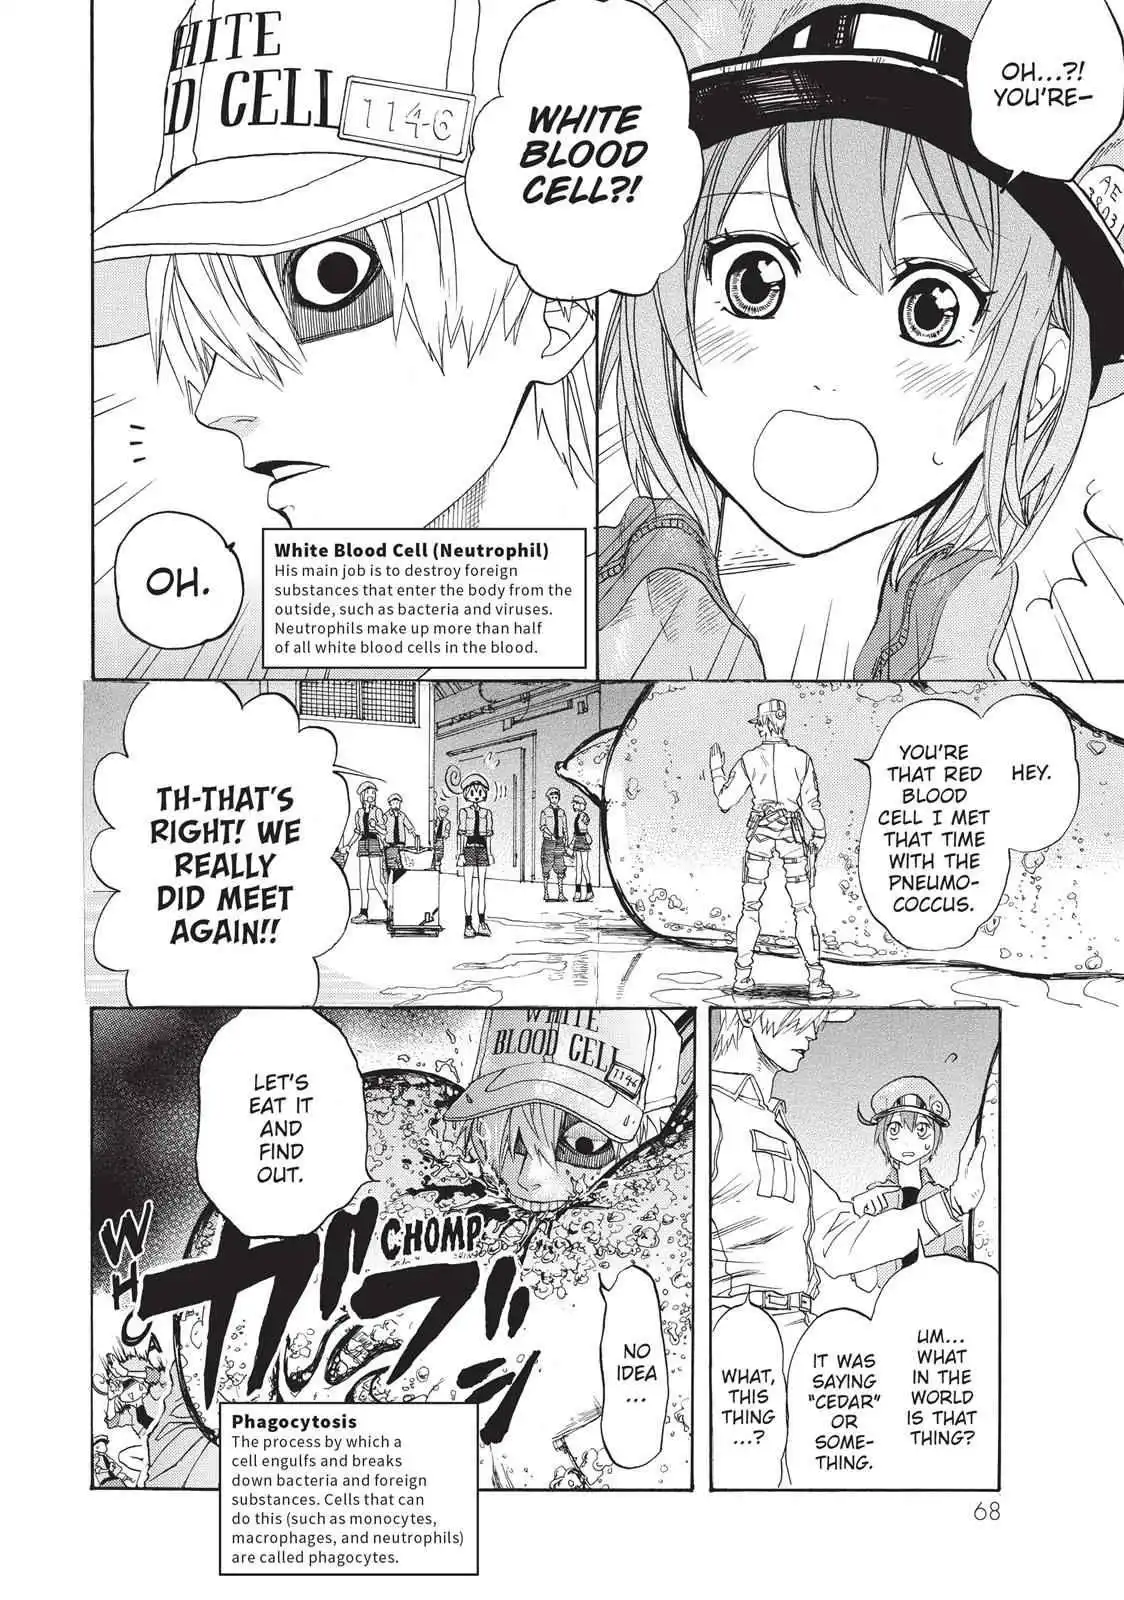 OH...?!
YOU'RE-
AE
3803
WHITE
BLOOD
CELL?!
HITE
D CELL
1146
OH.
White Blood Cell (Neutrophil)
His main job is to destroy foreign
substances that enter the body from the
outside, such as bacteria and viruses.
Neutrophils make up more than half
of all white blood cells in the blood.
HEY.
YOU'RE
THAT RED
BLOOD
CELL I MET
THAT TIME
WITH THE
PNEUMO-
COCCUS.
TH-THAT'S
RIGHT! WE
REALLY
DID MEET
AGAIN!!
UM...
WHAT
IN THE
WORLD
IS THAT
THING?
IT WAS
SAYING
"CEDAR"
OR
SOME-
THING.
WHAT,
THIS
THING
...?
NO
IDEA
...
WHITE
BLOOD CELL
1146
LET'S
EAT IT
AND
FIND
OUT.
CHOMP
ガブッ
Phagocytosis
The process by which a
cell engulfs and breaks
down bacteria and foreign
substances. Cells that can
do this (such as monocytes,
macrophages, and neutrophils)
are called phagocytes.
68